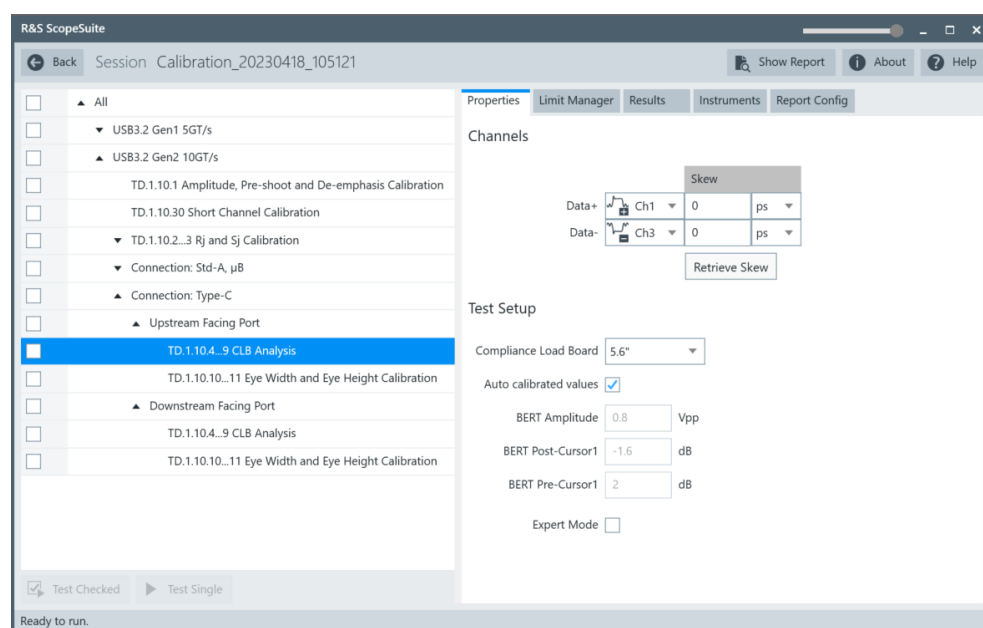 R&S ScopeSuite
Back Session Calibration_20230418_105121 Show Report About Help
All
USB3.2 Gen1 5GT/s
USB3.2 Gen2 10GT/s
TD.1.10.1 Amplitude, Pre-shoot and De-emphasis Calibration
TD.1.10.30 Short Channel Calibration
TD.1.10.2...3 Rj and Sj Calibration
Connection: Std-A, µB
Connection: Type-C
Upstream Facing Port
TD.1.10.4...9 CLB Analysis
TD.1.10.10...11 Eye Width and Eye Height Calibration
Downstream Facing Port
TD.1.10.4...9 CLB Analysis
TD.1.10.10...11 Eye Width and Eye Height Calibration
Test Checked Test Single
Properties Limit Manager Results Instruments Report Config
Channels
Skew
Data+ Ch1 0 ps
Data- Ch3 0 ps
Retrieve Skew
Test Setup
Compliance Load Board 5.6"
Auto calibrated values
BERT Amplitude 0.8 Vpp
BERT Post-Cursor1 -1.6 dB
BERT Pre-Cursor1 2 dB
Expert Mode
Ready to run.